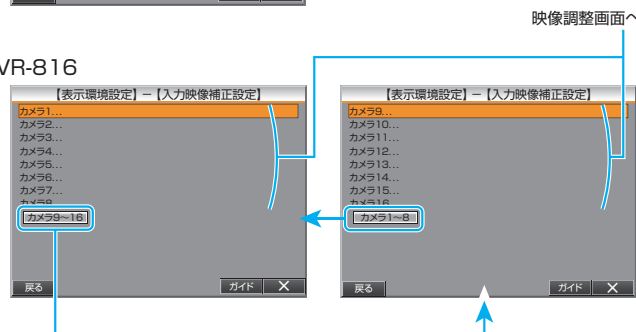 映像調整画面へ
VR-816
【表示環境設定】－【入力映像補正設定】
カメラ1...
カメラ2...
カメラ3...
カメラ4...
カメラ5...
カメラ6...
カメラ7...
カメラ8...
カメラ9～16
戻る
ガイド
×
【表示環境設定】－【入力映像補正設定】
カメラ9...
カメラ10...
カメラ11...
カメラ12...
カメラ13...
カメラ14...
カメラ15...
カメラ16...
カメラ1～8
戻る
ガイド
×